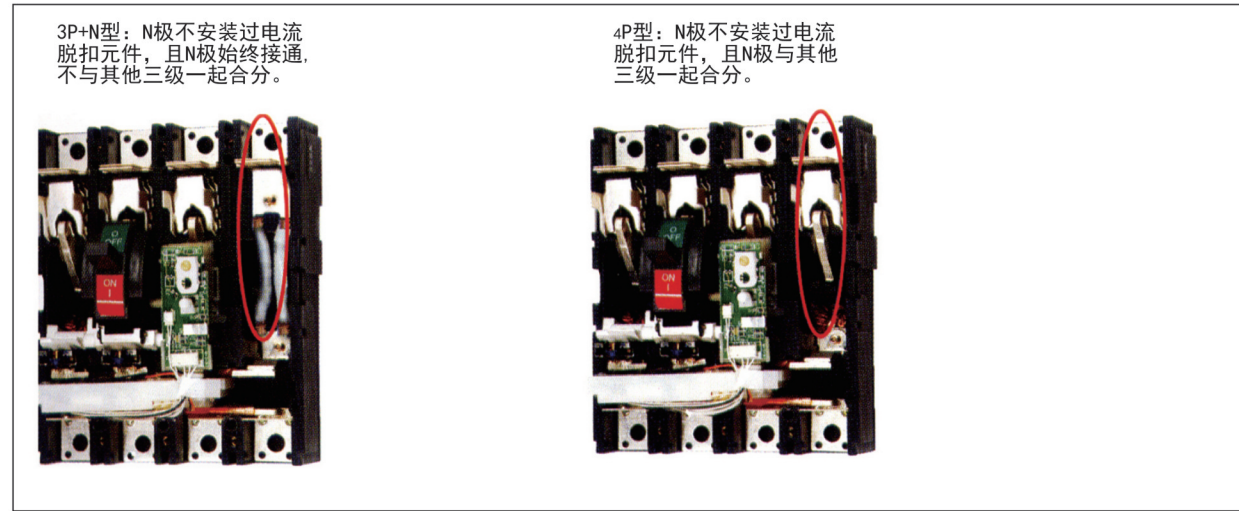 3P+N型：N极不安装过电流
脱扣元件，且N极始终接通，
不与其他三级一起合分。
4P型：N极不安装过电流
脱扣元件，且N极与其他
三级一起合分。
O
OFF
ON
I
O
OFF
ON
I